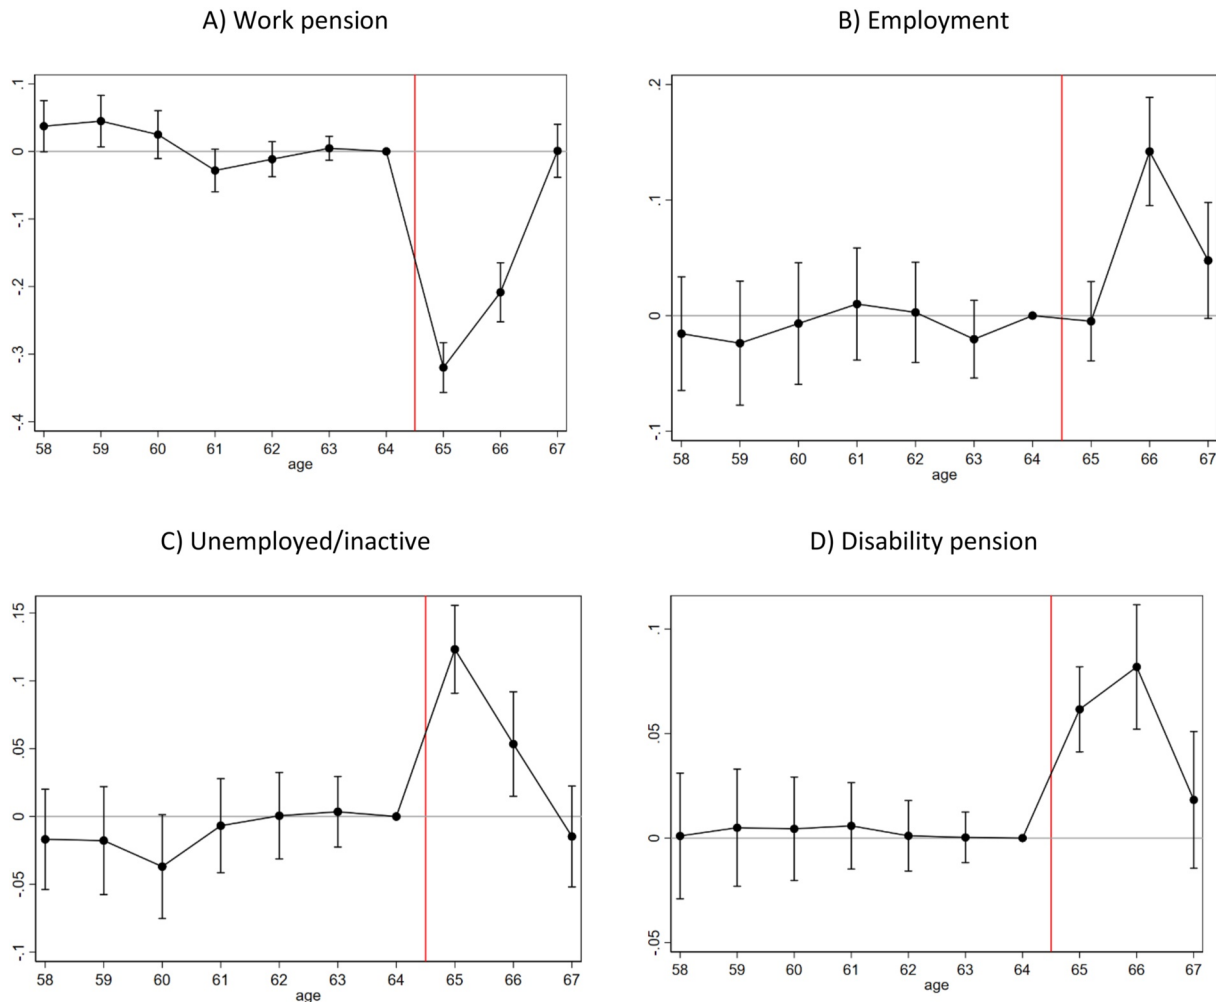 A) Work pension
.1
0
-.1
-.2
-.3
-.4
58 59 60 61 62 63 64 65 66 67
age
B) Employment
.2
.1
0
-.1
58 59 60 61 62 63 64 65 66 67
age
C) Unemployed/inactive
.15
.1
.05
0
-.05
-.1
58 59 60 61 62 63 64 65 66 67
age
D) Disability pension
.1
.05
0
-.05
58 59 60 61 62 63 64 65 66 67
age